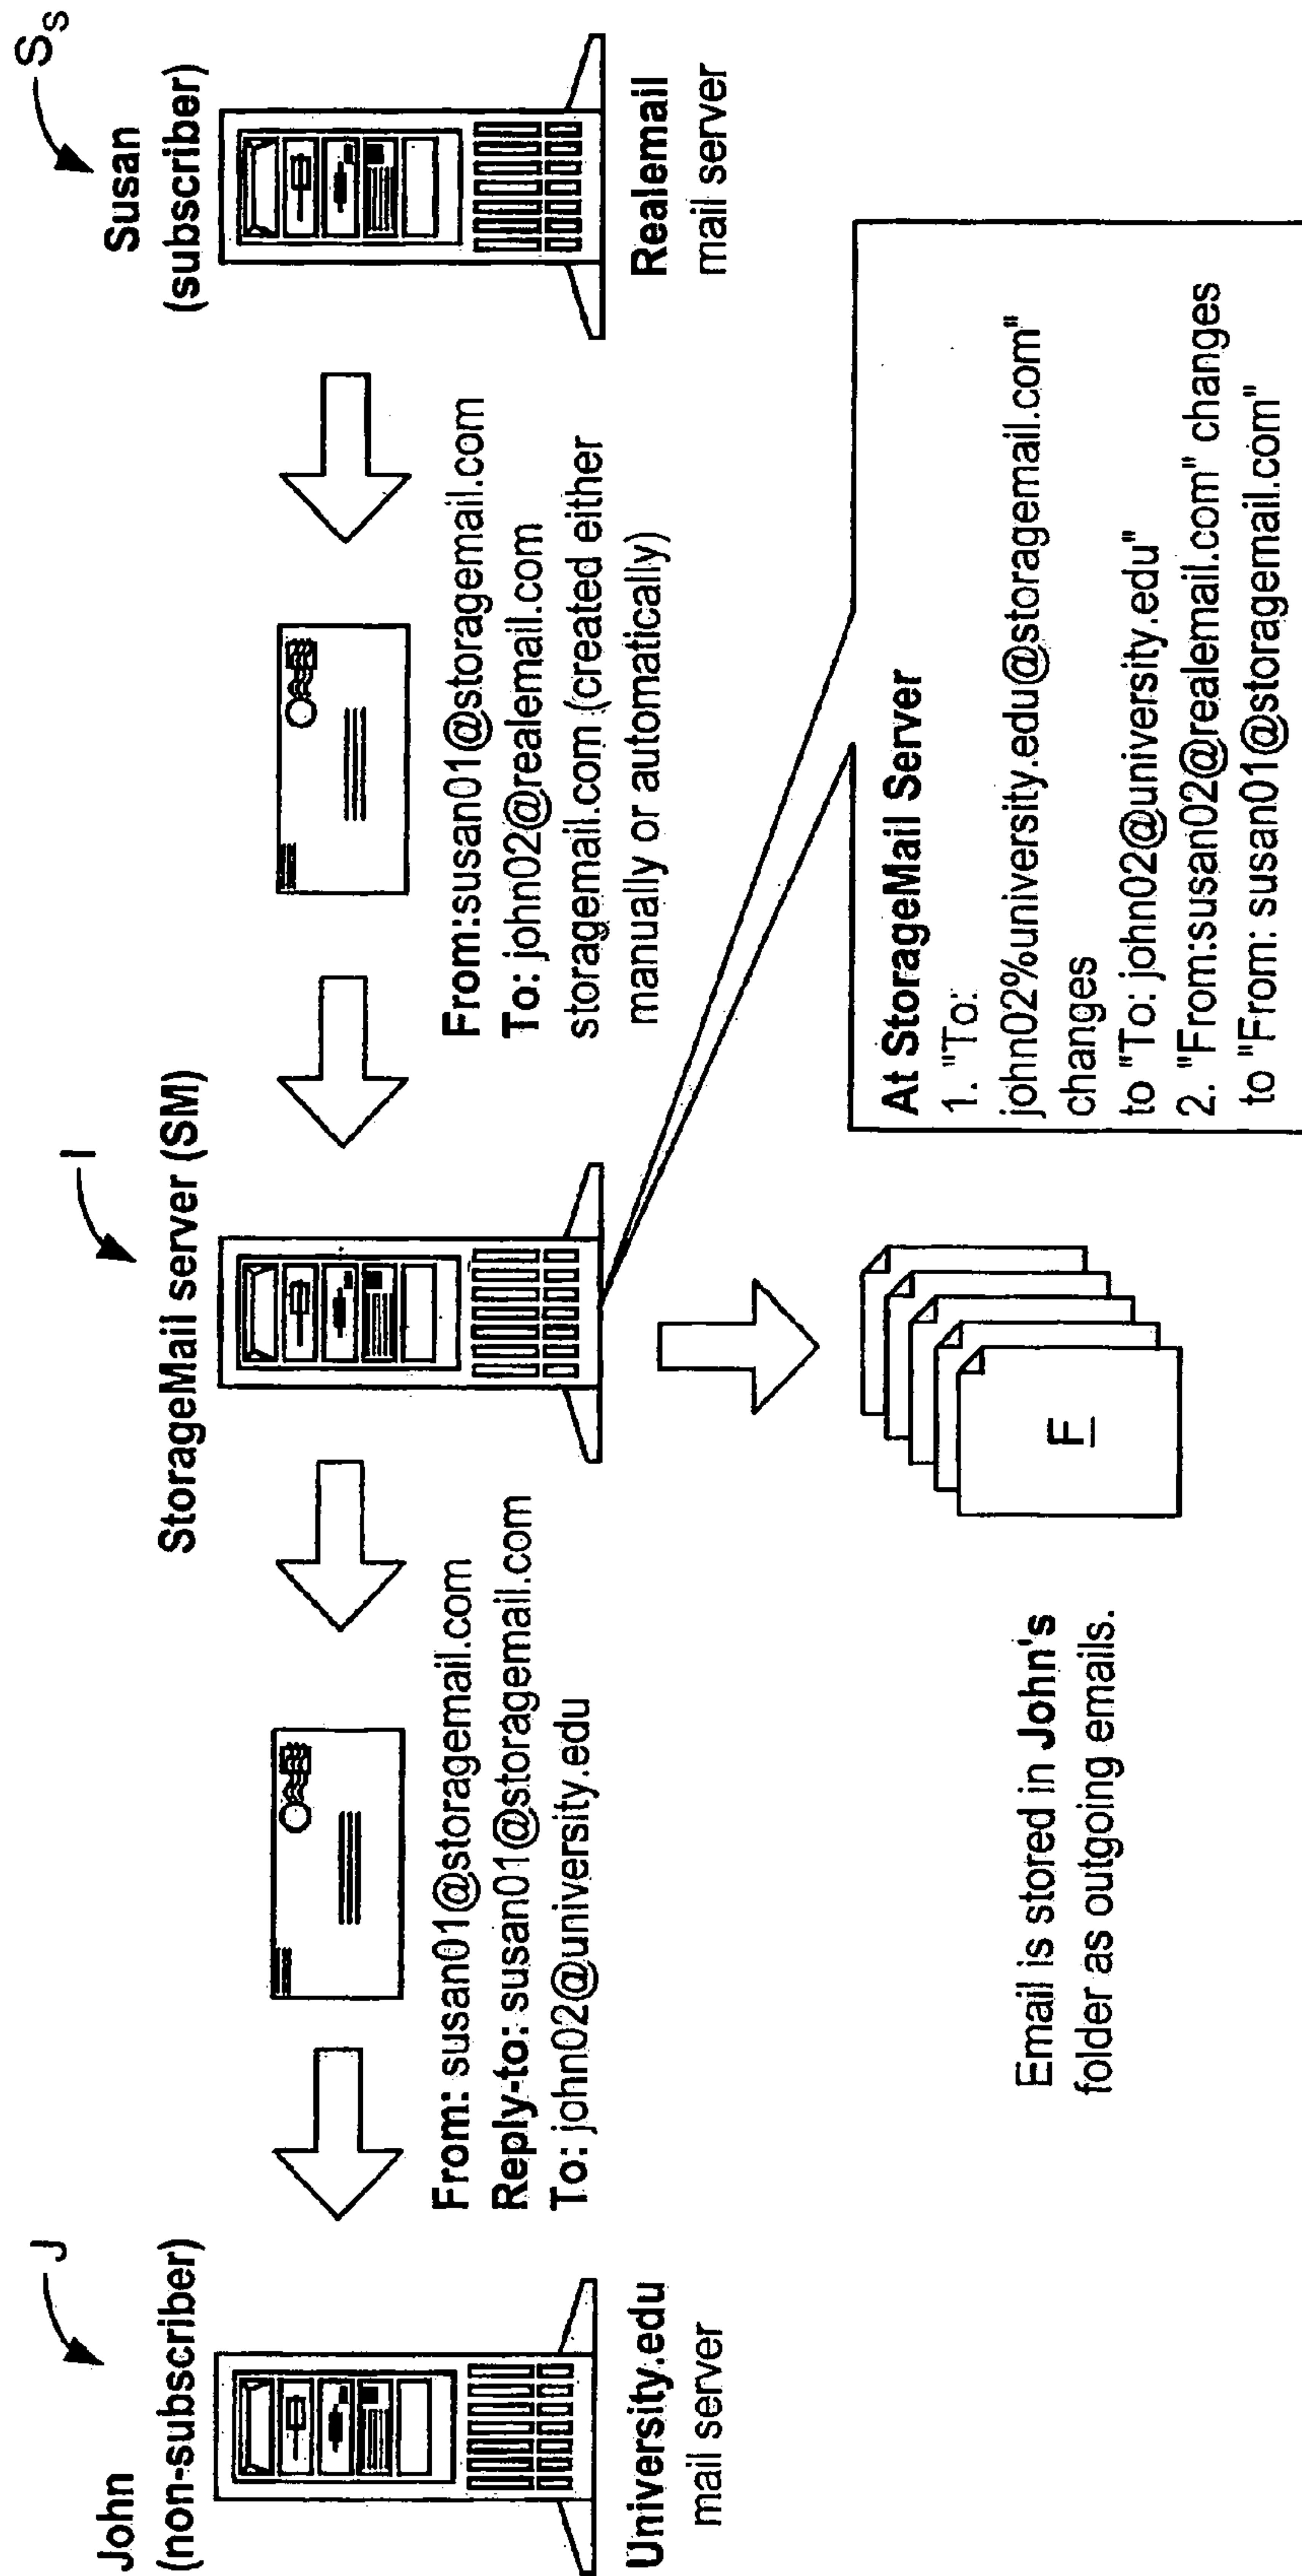 John
(non-subscriber)
J
University.edu
mail server
From: susan01@storagemail.com
Reply-to: susan01@storagemail.com
To: john02@university.edu
StorageMail server (SM)
I
Email is stored in John's
folder as outgoing emails.
F
From:susan01@storagemail.com
To: john02@realemail.com
storagemail.com (created either
manually or automatically)
At StorageMail Server
1. "To:
john02%university.edu@storagemail.com"
changes
to "To: john02@university.edu"
2. "From:susan02@realemail.com" changes
to "From: susan01@storagemail.com"
Susan
(subscriber)
Ss
Realemail
mail server